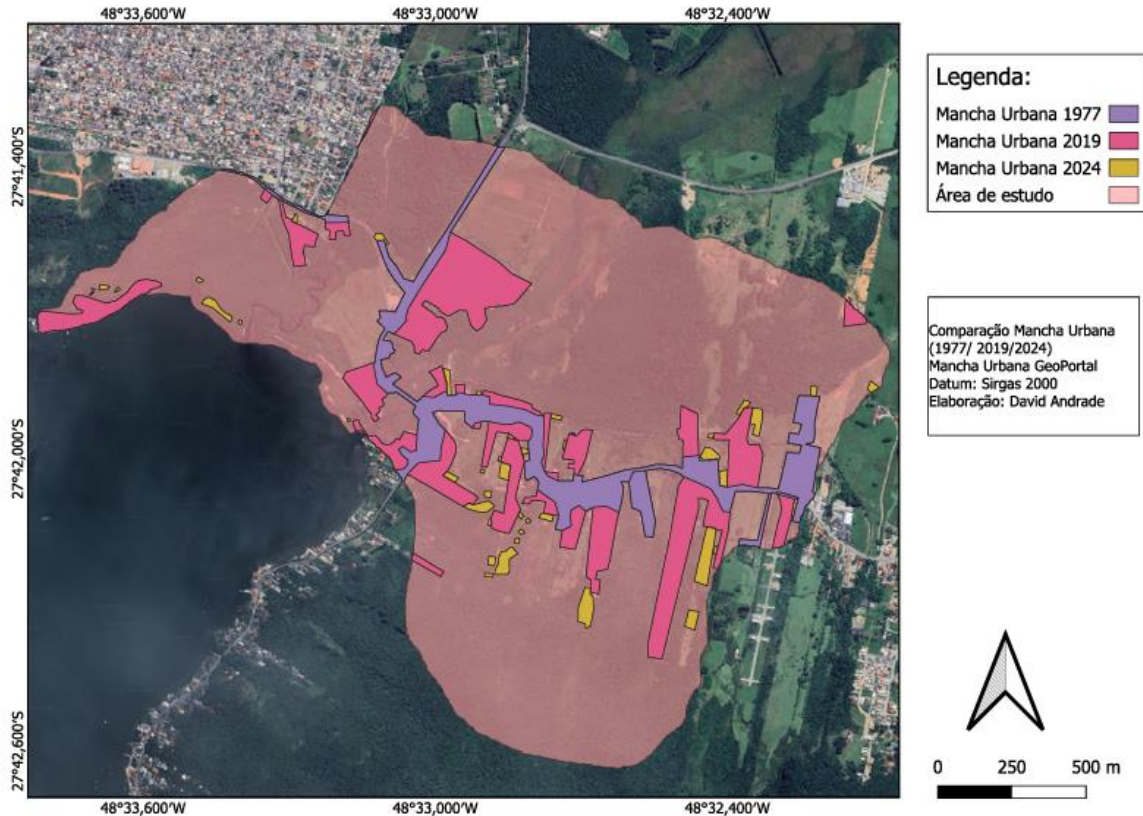 48°33,600'W 48°33,000'W 48°32,400'W
27°41,400'S
27°42,000'S
27°42,600'S
Legenda:
Mancha Urbana 1977
Mancha Urbana 2019
Mancha Urbana 2024
Área de estudo
Comparação Mancha Urbana
(1977/ 2019/2024)
Mancha Urbana GeoPortal
Datum: Sirgas 2000
Elaboração: David Andrade
0 250 500 m
48°33,600'W 48°33,000'W 48°32,400'W